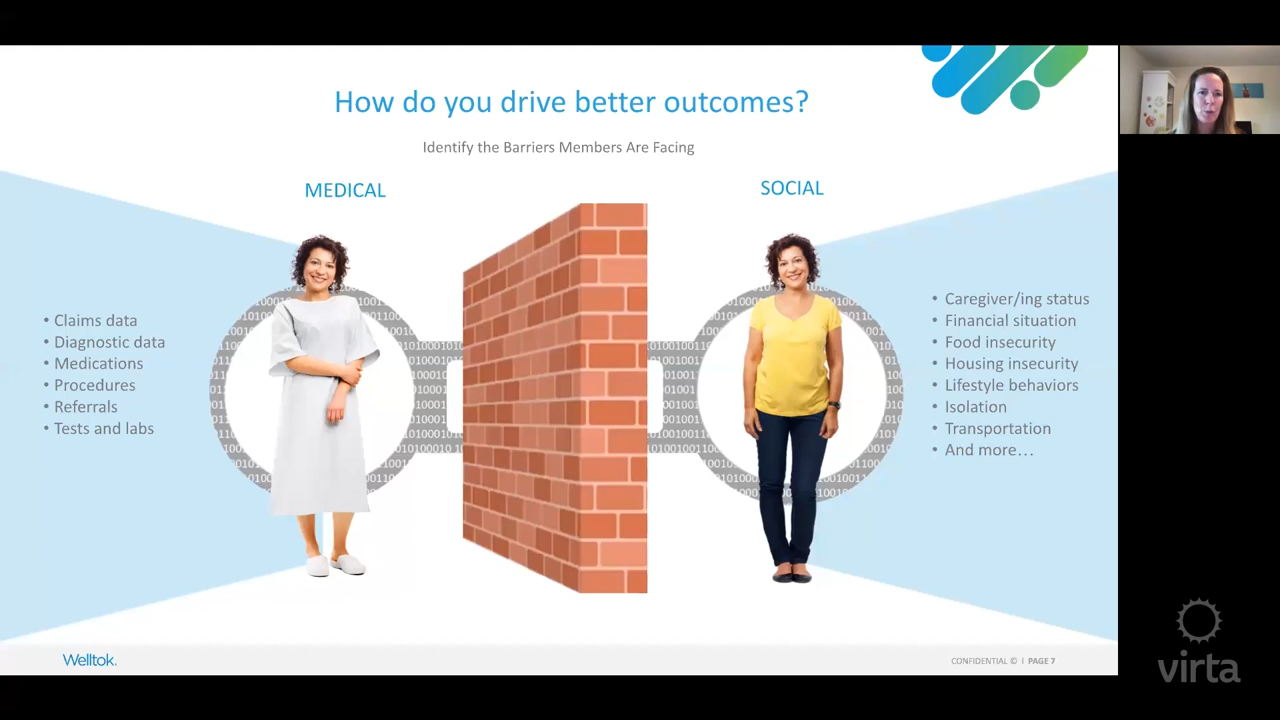 How do you drive better outcomes?
Identify the Barriers Members Are Facing
MEDICAL
SOCIAL
• Claims data
• Diagnostic data
• Medications
• Procedures
• Referrals
• Tests and labs
• Caregiver/ing status
• Financial situation
• Food insecurity
• Housing insecurity
• Lifestyle behaviors
• Isolation
• Transportation
• And more…
Welltok.
CONFIDENTIAL © I PAGE 7
virta